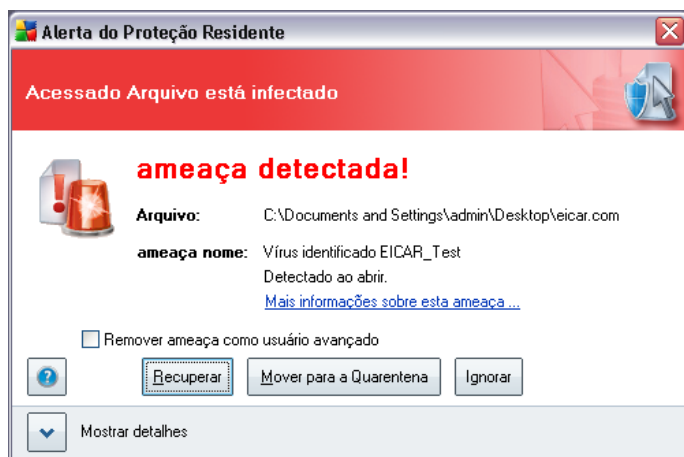 Alerta do Proteção Residente
Acessado Arquivo está infectado
ameaça detectada!
Arquivo: C:\Documents and Settings\admin\Desktop\eicar.com
ameaça nome: Vírus identificado EICAR_Test
Detectado ao abrir.
Mais informações sobre esta ameaça ...
Remover ameaça como usuário avançado
? Recuperar Mover para a Quarentena Ignorar
Mostrar detalhes